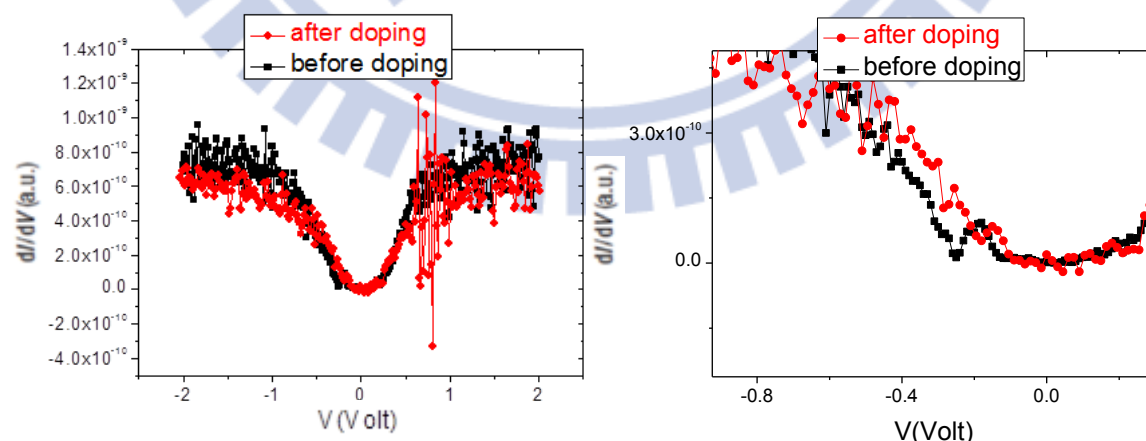 after doping
before doping
1.4x10⁻⁹
1.2x10⁻⁹
1.0x10⁻⁹
8.0x10⁻¹⁰
6.0x10⁻¹⁰
4.0x10⁻¹⁰
2.0x10⁻¹⁰
0.0
-2.0x10⁻¹⁰
-4.0x10⁻¹⁰
dI/dV (a.u.)
-2 -1 0 1 2
V (Volt)
after doping
before doping
3.0x10⁻¹⁰
0.0
dI/dV (a.u.)
-0.8 -0.4 0.0
V(Volt)